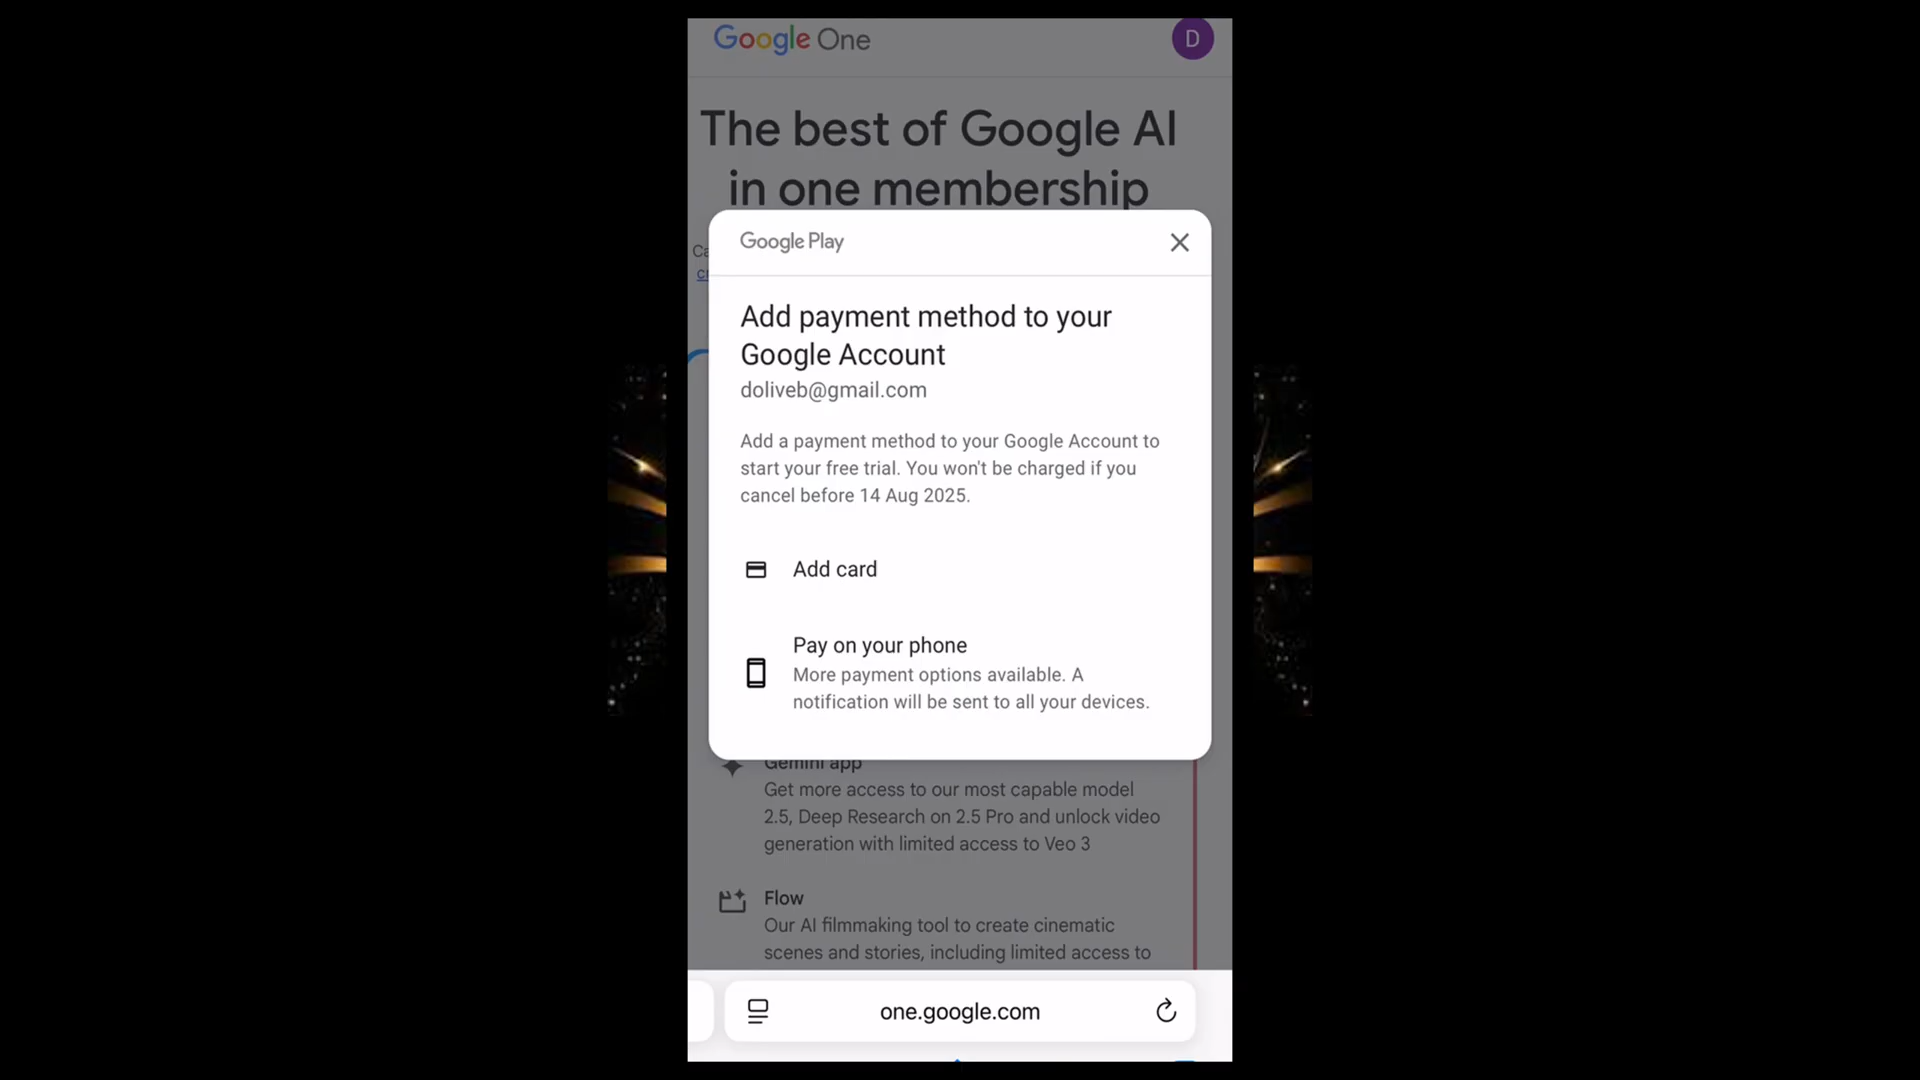 Google One
D
The best of Google AI
in one membership
Google Play
Add payment method to your
Google Account
doliveb@gmail.com
Add a payment method to your Google Account to
start your free trial. You won't be charged if you
cancel before 14 Aug 2025.
Add card
Pay on your phone
More payment options available. A
notification will be sent to all your devices.
Gemini app
Get more access to our most capable model
2.5, Deep Research on 2.5 Pro and unlock video
generation with limited access to Veo 3
Flow
Our AI filmmaking tool to create cinematic
scenes and stories, including limited access to
one.google.com